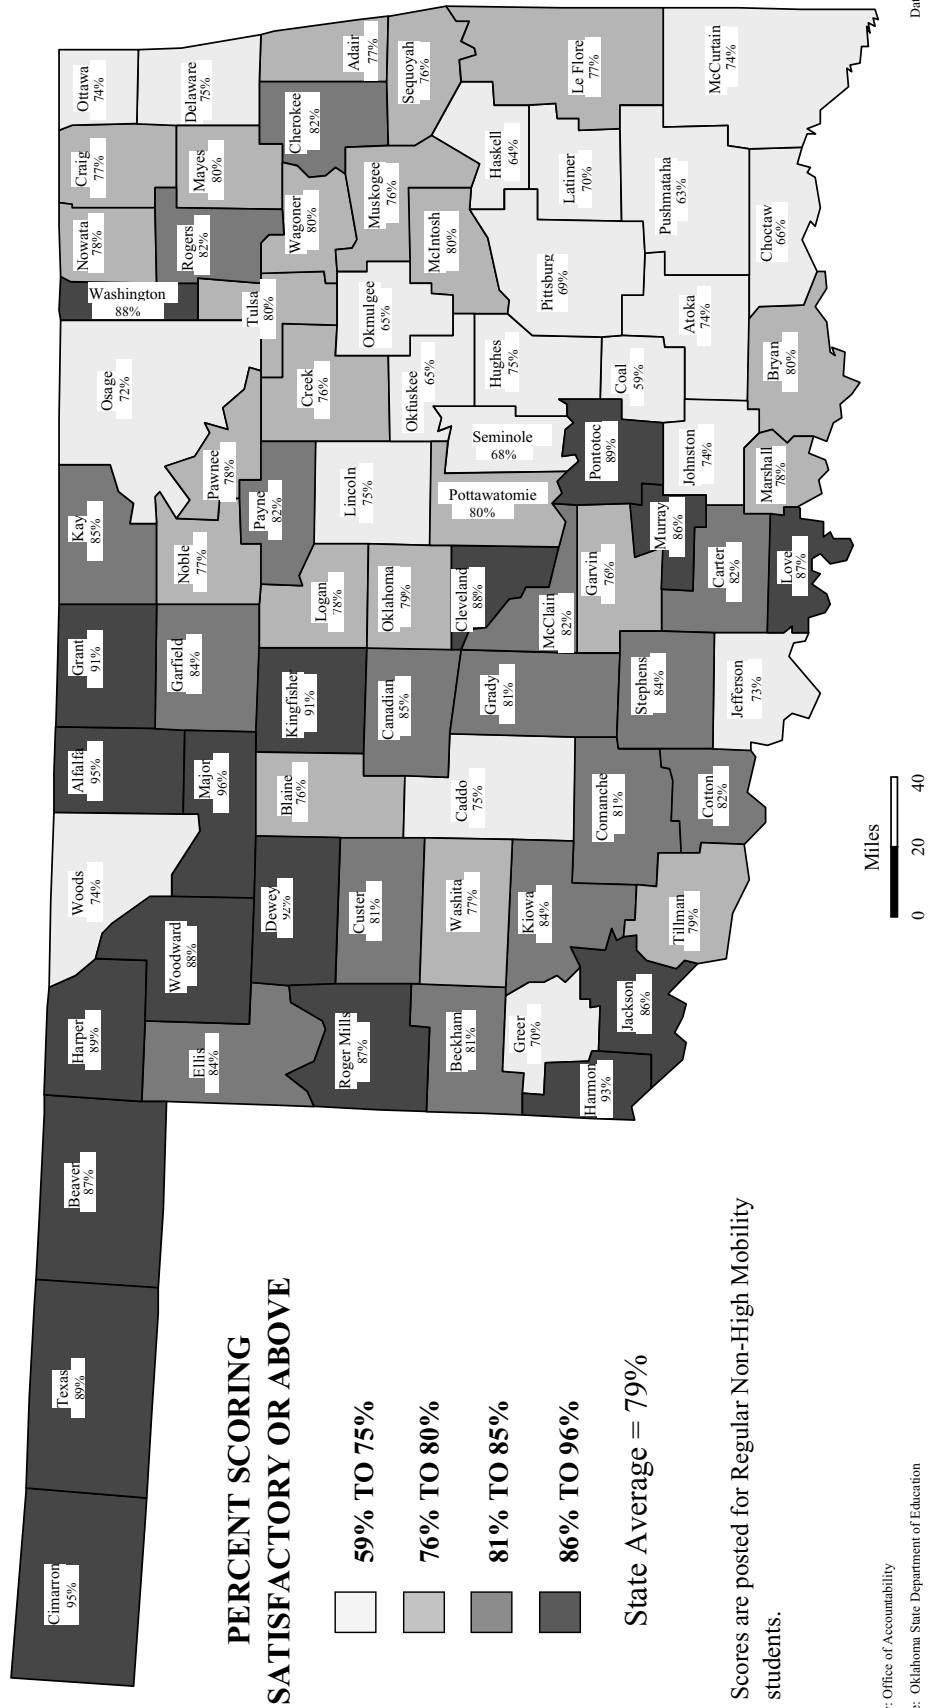 Cimarron
95%
Texas
89%
Beaver
87%
Harper
89%
Woods
74%
Alfalfa
95%
Grant
91%
Kay
85%
Osage
72%
Washington
88%
Nowata
78%
Craig
77%
Ottawa
74%
Ellis
84%
Woodward
88%
Major
96%
Garfield
84%
Noble
77%
Pawnee
78%
Rogers
82%
Mayes
80%
Delaware
75%
Roger Mills
87%
Dewey
92%
Blaine
76%
Kingfisher
91%
Logan
78%
Payne
82%
Creek
76%
Tulsa
80%
Wagoner
80%
Cherokee
82%
Adair
77%
Custer
81%
Canadian
85%
Oklahoma
79%
Lincoln
75%
Okfuskee
65%
Okmulgee
65%
Muskogee
76%
Sequoyah
76%
Beckham
81%
Washita
77%
Caddo
75%
Grady
81%
Cleveland
88%
Pottawatomie
80%
Seminole
68%
Hughes
75%
McIntosh
80%
Haskell
64%
Le Flore
77%
Greer
70%
Kiowa
84%
McClain
82%
Garvin
76%
Pontotoc
89%
Pittsburg
69%
Latimer
70%
Harmon
93%
Jackson
86%
Comanche
81%
Stephens
84%
Murray
86%
Coal
59%
Atoka
74%
Pushmataha
63%
McCurtain
74%
Tillman
79%
Cotton
82%
Jefferson
73%
Carter
82%
Johnston
74%
Love
87%
Marshall
78%
Bryan
80%
Choctaw
66%
PERCENT SCORING
SATISFACTORY OR ABOVE
59% TO 75%
76% TO 80%
81% TO 85%
86% TO 96%
State Average = 79%
Scores are posted for Regular Non-High Mobility
students.
Miles
0 20 40
: Office of Accountability
e: Oklahoma State Department of Education
Dat